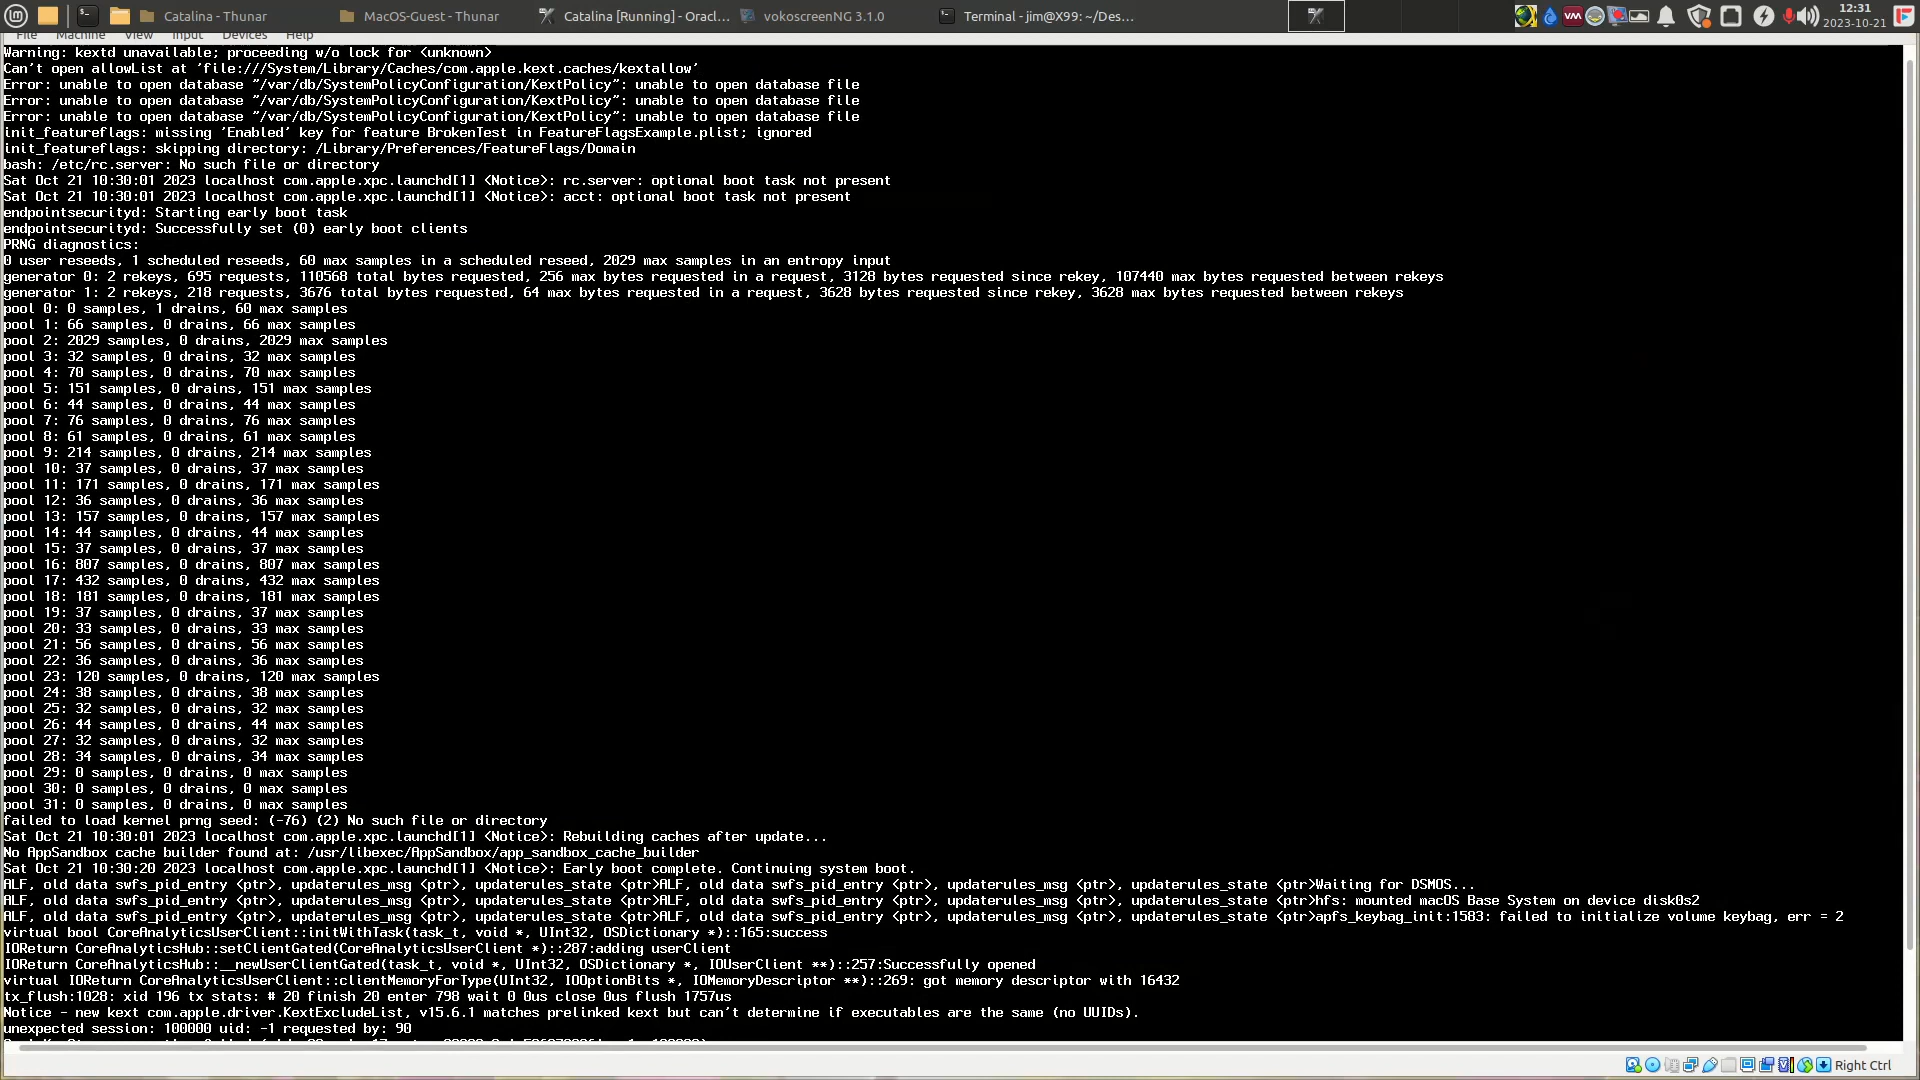 Catalina - Thunar
MacOS-Guest - Thunar
Catalina [Running] - Oracl...
vokoscreenNG 3.1.0
Terminal - jim@X99: ~/Des...
12:31
2023-10-21
File Machine View Input Devices Help
Warning: kextd unavailable; proceeding w/o lock for <unknown>
Can't open allowList at 'file:///System/Library/Caches/com.apple.kext.caches/kextallow'
Error: unable to open database "/var/db/SystemPolicyConfiguration/KextPolicy": unable to open database file
Error: unable to open database "/var/db/SystemPolicyConfiguration/KextPolicy": unable to open database file
Error: unable to open database "/var/db/SystemPolicyConfiguration/KextPolicy": unable to open database file
init_featureflags: missing 'Enabled' key for feature BrokenTest in FeatureFlagsExample.plist; ignored
init_featureflags: skipping directory: /Library/Preferences/FeatureFlags/Domain
bash: /etc/rc.server: No such file or directory
Sat Oct 21 10:30:01 2023 localhost com.apple.xpc.launchd[1] <Notice>: rc.server: optional boot task not present
Sat Oct 21 10:30:01 2023 localhost com.apple.xpc.launchd[1] <Notice>: acct: optional boot task not present
endpointsecurityd: Starting early boot task
endpointsecurityd: Successfully set (0) early boot clients
PRNG diagnostics:
0 user reseeds, 1 scheduled reseeds, 60 max samples in a scheduled reseed, 2029 max samples in an entropy input
generator 0: 2 rekeys, 695 requests, 110568 total bytes requested, 256 max bytes requested in a request, 3128 bytes requested since rekey, 107440 max bytes requested between rekeys
generator 1: 2 rekeys, 218 requests, 3676 total bytes requested, 64 max bytes requested in a request, 3628 bytes requested since rekey, 3628 max bytes requested between rekeys
pool 0: 0 samples, 1 drains, 60 max samples
pool 1: 66 samples, 0 drains, 66 max samples
pool 2: 2029 samples, 0 drains, 2029 max samples
pool 3: 32 samples, 0 drains, 32 max samples
pool 4: 70 samples, 0 drains, 70 max samples
pool 5: 151 samples, 0 drains, 151 max samples
pool 6: 44 samples, 0 drains, 44 max samples
pool 7: 76 samples, 0 drains, 76 max samples
pool 8: 61 samples, 0 drains, 61 max samples
pool 9: 214 samples, 0 drains, 214 max samples
pool 10: 37 samples, 0 drains, 37 max samples
pool 11: 171 samples, 0 drains, 171 max samples
pool 12: 36 samples, 0 drains, 36 max samples
pool 13: 157 samples, 0 drains, 157 max samples
pool 14: 44 samples, 0 drains, 44 max samples
pool 15: 37 samples, 0 drains, 37 max samples
pool 16: 807 samples, 0 drains, 807 max samples
pool 17: 432 samples, 0 drains, 432 max samples
pool 18: 181 samples, 0 drains, 181 max samples
pool 19: 37 samples, 0 drains, 37 max samples
pool 20: 33 samples, 0 drains, 33 max samples
pool 21: 56 samples, 0 drains, 56 max samples
pool 22: 36 samples, 0 drains, 36 max samples
pool 23: 120 samples, 0 drains, 120 max samples
pool 24: 38 samples, 0 drains, 38 max samples
pool 25: 32 samples, 0 drains, 32 max samples
pool 26: 44 samples, 0 drains, 44 max samples
pool 27: 32 samples, 0 drains, 32 max samples
pool 28: 34 samples, 0 drains, 34 max samples
pool 29: 0 samples, 0 drains, 0 max samples
pool 30: 0 samples, 0 drains, 0 max samples
pool 31: 0 samples, 0 drains, 0 max samples
failed to load kernel prng seed: (-76) (2) No such file or directory
Sat Oct 21 10:30:01 2023 localhost com.apple.xpc.launchd[1] <Notice>: Rebuilding caches after update...
No AppSandbox cache builder found at: /usr/libexec/AppSandbox/app_sandbox_cache_builder
Sat Oct 21 10:30:20 2023 localhost com.apple.xpc.launchd[1] <Notice>: Early boot complete. Continuing system boot.
ALF, old data swfs_pid_entry <ptr>, updaterules_msg <ptr>, updaterules_state <ptr>ALF, old data swfs_pid_entry <ptr>, updaterules_msg <ptr>, updaterules_state <ptr>Waiting for DSMOS...
ALF, old data swfs_pid_entry <ptr>, updaterules_msg <ptr>, updaterules_state <ptr>ALF, old data swfs_pid_entry <ptr>, updaterules_msg <ptr>, updaterules_state <ptr>hfs: mounted macOS Base System on device disk0s2
ALF, old data swfs_pid_entry <ptr>, updaterules_msg <ptr>, updaterules_state <ptr>ALF, old data swfs_pid_entry <ptr>, updaterules_msg <ptr>, updaterules_state <ptr>apfs_keybag_init:1583: failed to initialize volume keybag, err = 2
virtual bool CoreAnalyticsUserClient::initWithTask(task_t, void *, UInt32, OSDictionary *)::165:success
IOReturn CoreAnalyticsHub::setClientGated(CoreAnalyticsUserClient *)::287:adding userClient
IOReturn CoreAnalyticsHub::__newUserClientGated(task_t, void *, UInt32, OSDictionary *, IOUserClient **)::257:Successfully opened
virtual IOReturn CoreAnalyticsUserClient::clientMemoryForType(UInt32, IOOptionBits *, IOMemoryDescriptor **)::269: got memory descriptor with 16432
tx_flush:1028: xid 196 tx stats: # 20 finish 20 enter 798 wait 0 0us close 0us flush 1757us
Notice - new kext com.apple.driver.KextExcludeList, v15.6.1 matches prelinked kext but can't determine if executables are the same (no UUIDs).
unexpected session: 100000 uid: -1 requested by: 90
Right Ctrl